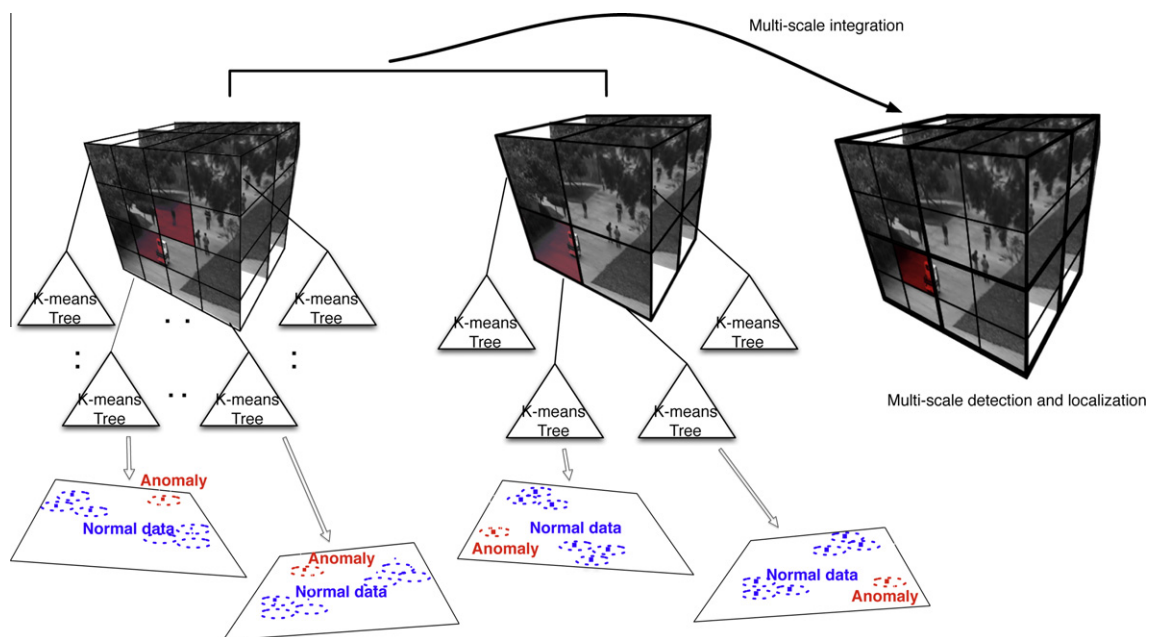 Multi-scale integration
K-means
Tree
K-means
Tree
K-means
Tree
K-means
Tree
K-means
Tree
K-means
Tree
K-means
Tree
K-means
Tree
Multi-scale detection and localization
Anomaly
Normal data
Anomaly
Normal data
Normal data
Anomaly
Normal data
Anomaly